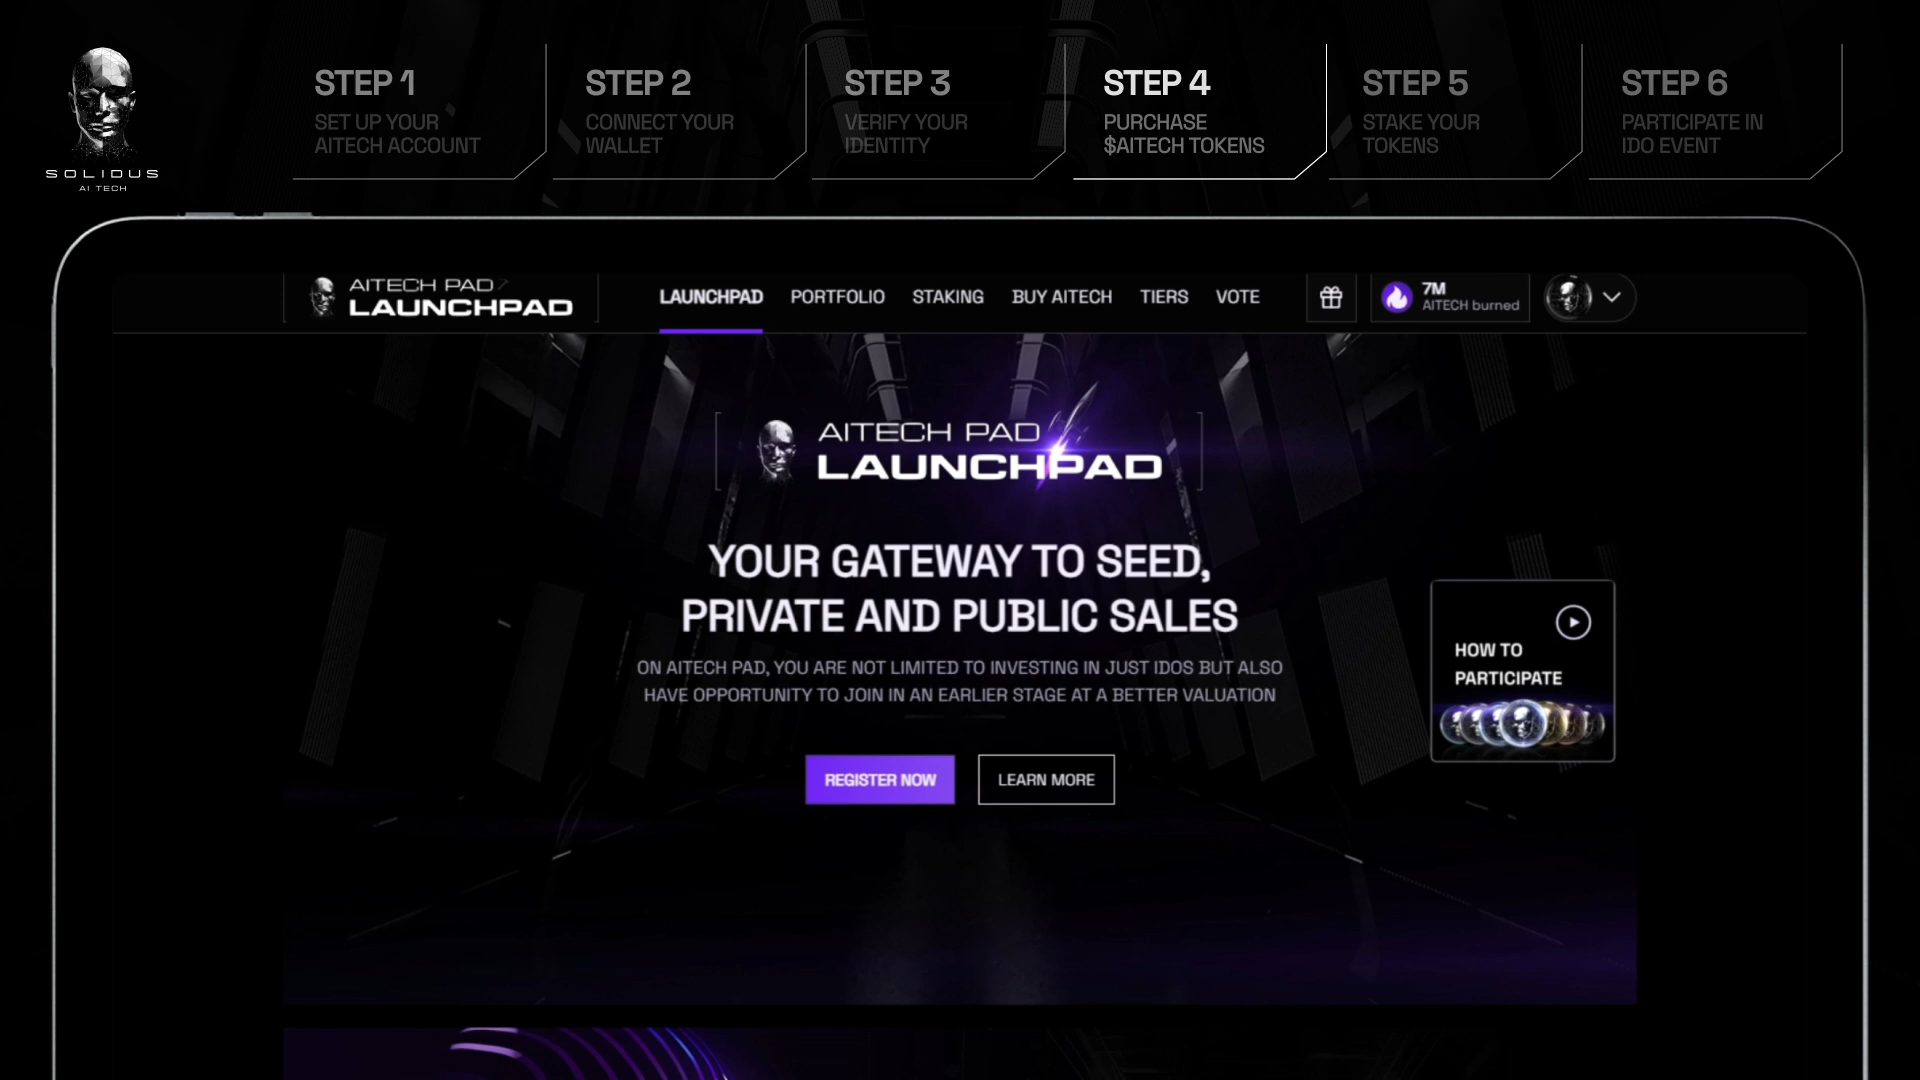 SOLIDUS
AI TECH
STEP 1
SET UP YOUR
AITECH ACCOUNT
STEP 2
CONNECT YOUR
WALLET
STEP 3
VERIFY YOUR
IDENTITY
STEP 4
PURCHASE
$AITECH TOKENS
STEP 5
STAKE YOUR
TOKENS
STEP 6
PARTICIPATE IN
IDO EVENT
AITECH PAD
LAUNCHPAD
LAUNCHPAD PORTFOLIO STAKING BUY AITECH TIERS VOTE
7M
AITECH burned
AITECH PAD
LAUNCHPAD
YOUR GATEWAY TO SEED,
PRIVATE AND PUBLIC SALES
ON AITECH PAD, YOU ARE NOT LIMITED TO INVESTING IN JUST IDOS BUT ALSO
HAVE OPPORTUNITY TO JOIN IN AN EARLIER STAGE AT A BETTER VALUATION
REGISTER NOW
LEARN MORE
HOW TO
PARTICIPATE